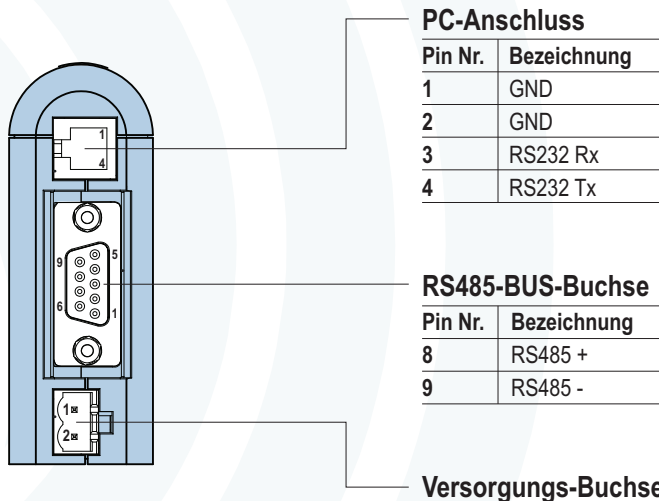 PC-Anschluss
Pin Nr. Bezeichnung
1 GND
2 GND
3 RS232 Rx
4 RS232 Tx
1
4
RS485-BUS-Buchse
Pin Nr. Bezeichnung
8 RS485 +
9 RS485 -
5
9
6
1
1
2
Versorgungs-Buchse